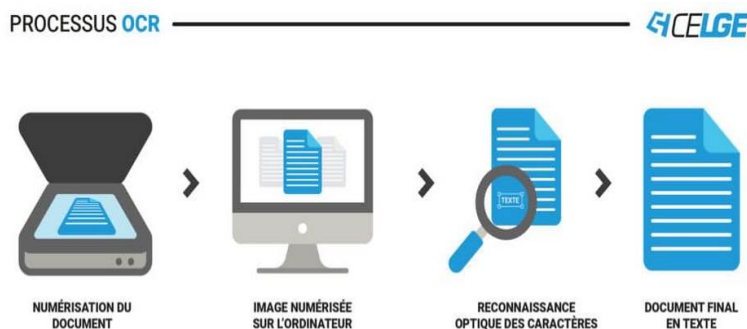 PROCESSUS OCR
CELGE
TEXTE
NUMÉRISATION DU
DOCUMENT
IMAGE NUMÉRISÉE
SUR L'ORDINATEUR
RECONNAISSANCE
OPTIQUE DES CARACTÈRES
DOCUMENT FINAL
EN TEXTE